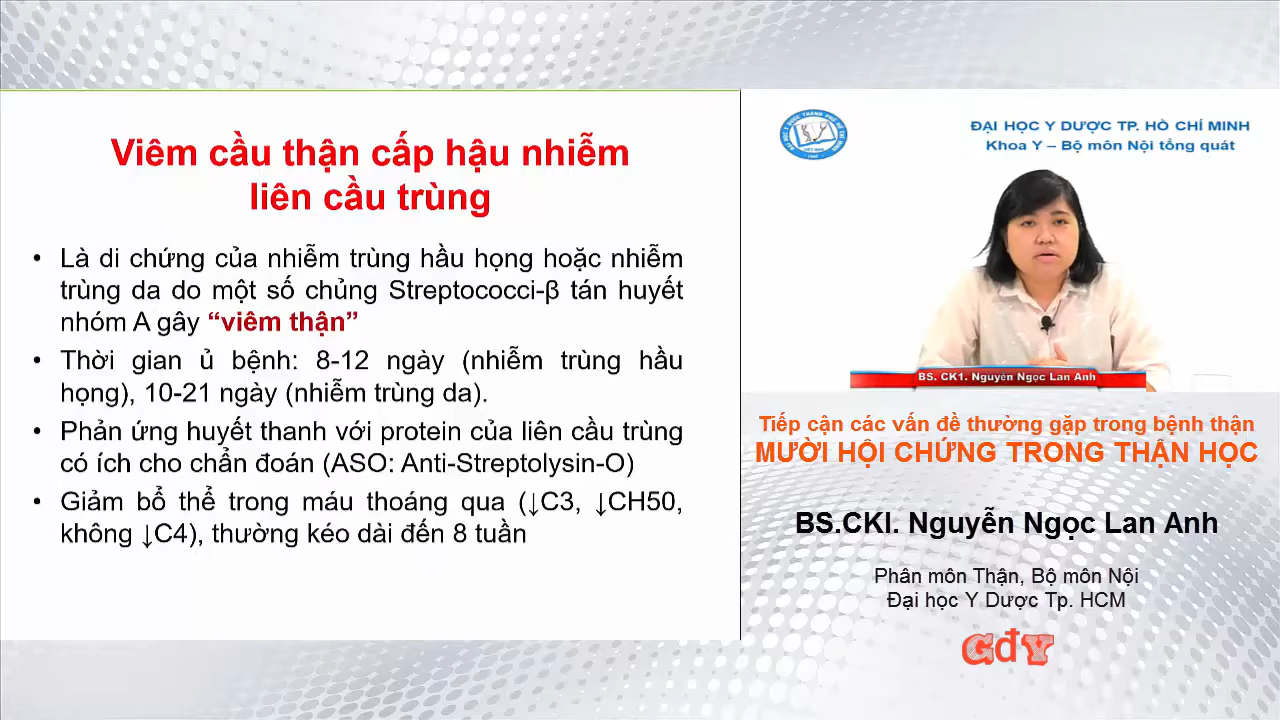 Viêm cầu thận cấp hậu nhiễm
liên cầu trùng
• Là di chứng của nhiễm trùng hầu họng hoặc nhiễm
trùng da do một số chủng Streptococci-β tán huyết
nhóm A gây “viêm thận”
• Thời gian ủ bệnh: 8-12 ngày (nhiễm trùng hầu
họng), 10-21 ngày (nhiễm trùng da).
• Phản ứng huyết thanh với protein của liên cầu trùng
có ích cho chẩn đoán (ASO: Anti-Streptolysin-O)
• Giảm bổ thể trong máu thoáng qua (↓C3, ↓CH50,
không ↓C4), thường kéo dài đến 8 tuần
ĐẠI HỌC Y DƯỢC TP. HỒ CHÍ MINH
Khoa Y – Bộ môn Nội tổng quát
BS. CK1. Nguyễn Ngọc Lan Anh
Tiếp cận các vấn đề thường gặp trong bệnh thận
MƯỜI HỘI CHỨNG TRONG THẬN HỌC
BS.CKI. Nguyễn Ngọc Lan Anh
Phân môn Thận, Bộ môn Nội
Đại học Y Dược Tp. HCM
GđY